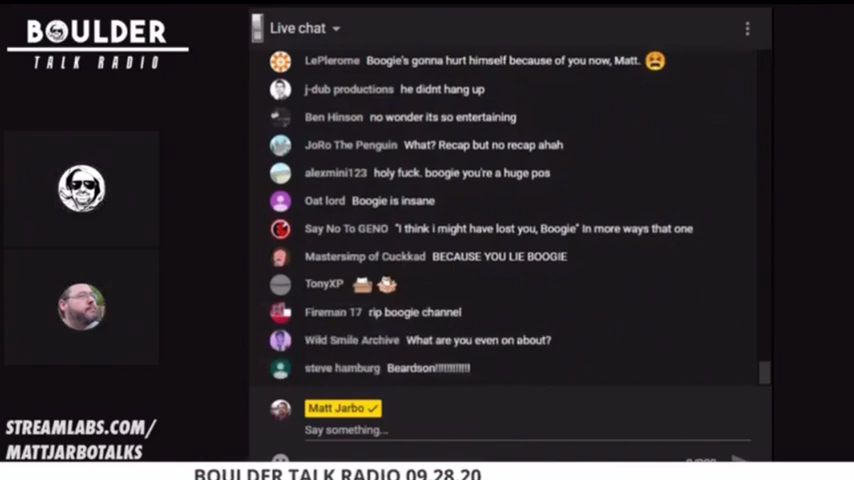 BOULDER
TALK RADIO
Live chat
LePlerome Boogie's gonna hurt himself because of you now, Matt.
j-dub productions he didnt hang up
Ben Hinson no wonder its so entertaining
JoRo The Penguin What? Recap but no recap ahah
alexmini123 holy fuck. boogie you're a huge pos
Oat lord Boogie is insane
Say No To GENO "I think i might have lost you, Boogie" In more ways that one
Mastersimp of Cuckkad BECAUSE YOU LIE BOOGIE
TonyXP
Fireman 17 rip boogie channel
Wild Smile Archive What are you even on about?
steve hamburg Beardson!!!!!!!!!!!!
Matt Jarbo
Say something...
STREAMLABS.COM/
MATTJARBOTALKS
BOULDER TALK RADIO 09.28.20